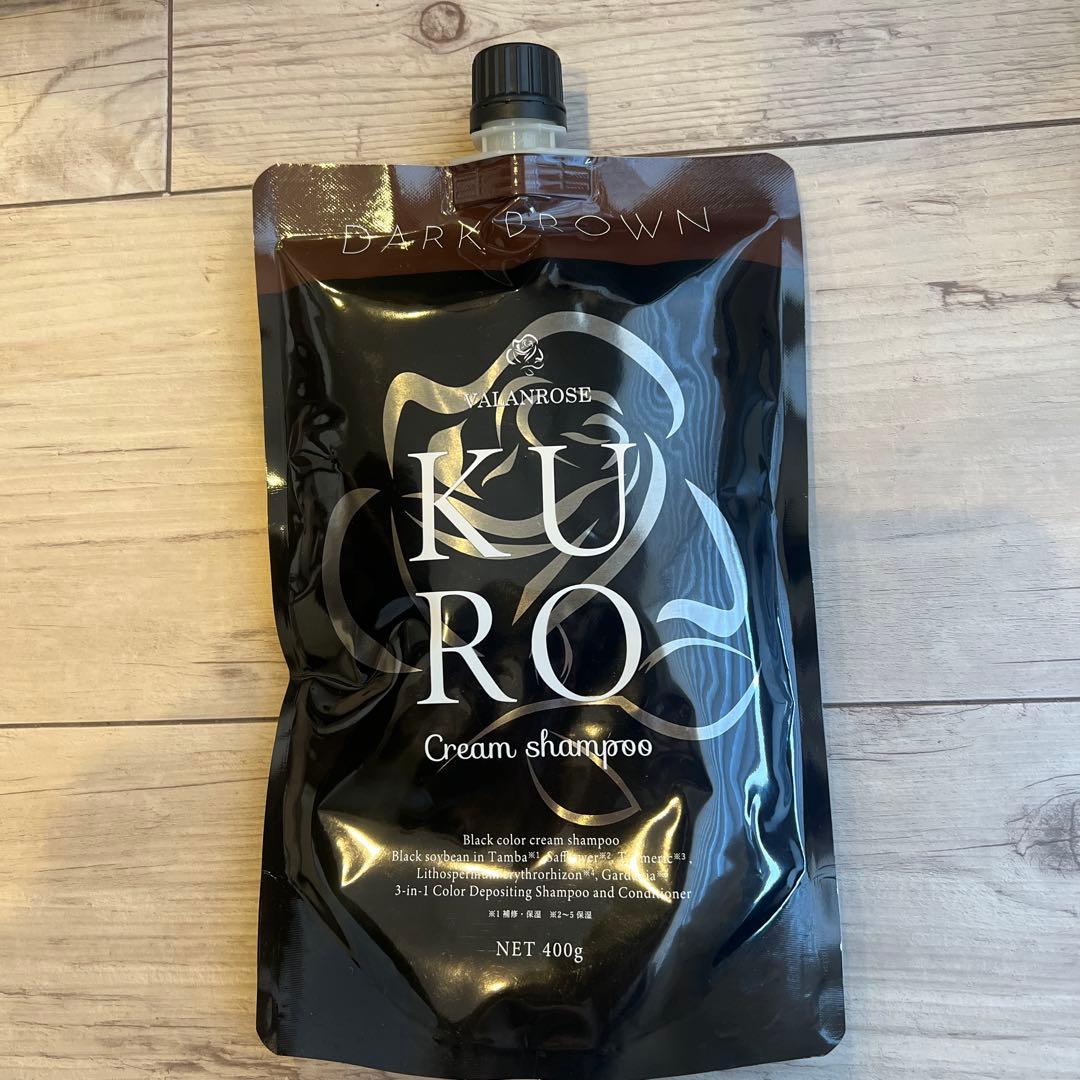 DARK BROWN
VALANROSE
KU
RO
Cream shampoo
Black color cream shampoo
Black soybean in Tamba※1, Safflower※2, Turmeric※3,
Lithospermum erythrorhizon※4, Gardenia※5
3-in-1 Color Depositing Shampoo and Conditioner
※1 補修・保湿 ※2〜5 保湿
NET 400g